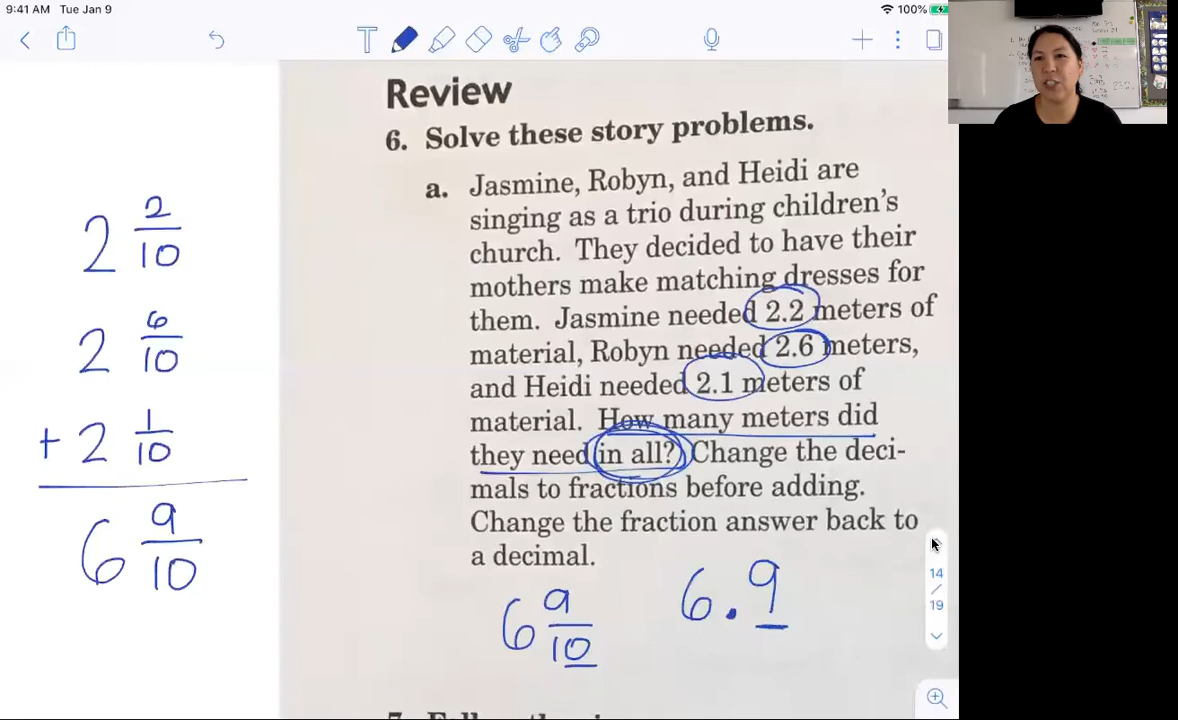 9:41 AM Tue Jan 9
100%
T
Review
6. Solve these story problems.
a. Jasmine, Robyn, and Heidi are
singing as a trio during children's
church. They decided to have their
mothers make matching dresses for
them. Jasmine needed 2.2 meters of
material, Robyn needed 2.6 meters,
and Heidi needed 2.1 meters of
material. How many meters did
they need in all? Change the deci-
mals to fractions before adding.
Change the fraction answer back to
a decimal.
2 2/10
2 6/10
+ 2 1/10
6 9/10
6 9/10 6.9
14
/
19